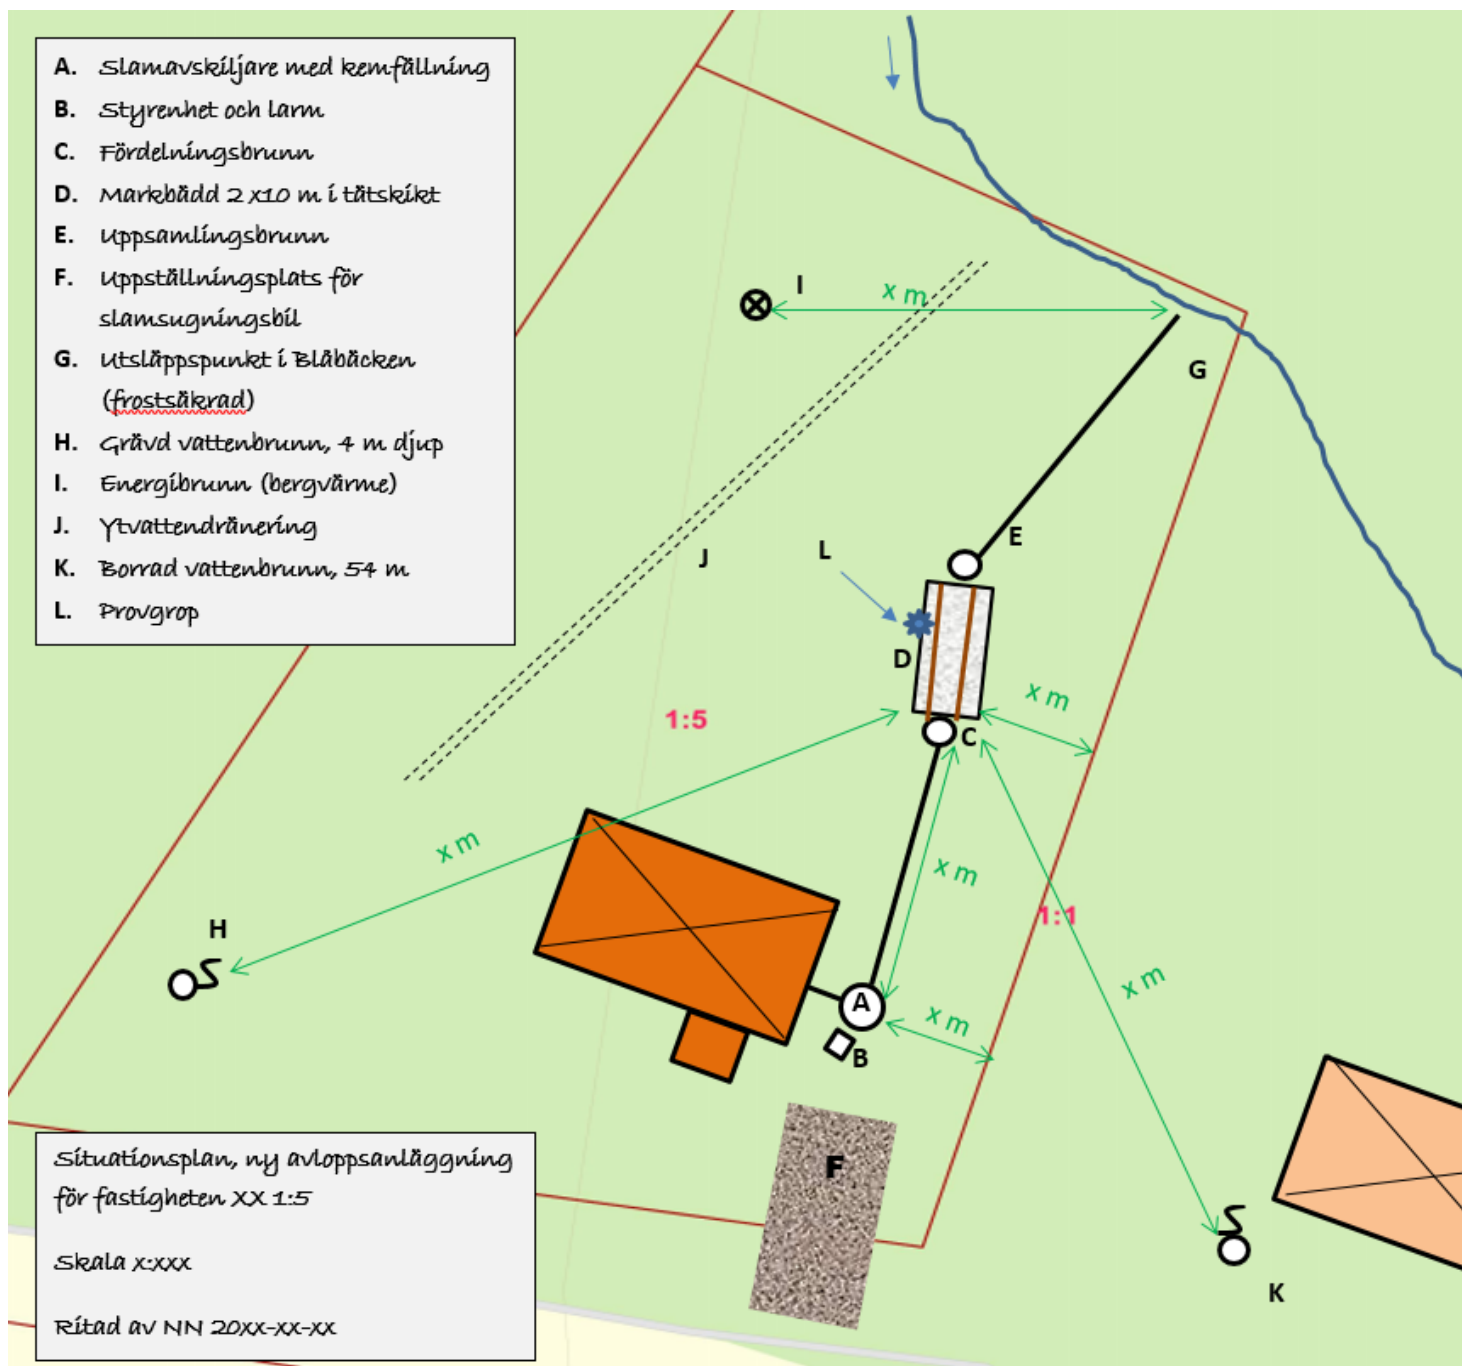 A. Slamavskiljare med kemfällning
B. Styrenhet och larm
C. Fördelningsbrunn
D. Markbädd 2 x10 m i tätskikt
E. Uppsamlingsbrunn
F. Uppställningsplats för
slamsugningsbil
G. Utsläppspunkt i Blåbäcken
(frostsäkrad)
H. Grävd vattenbrunn, 4 m djup
I. Energibrunn (bergvärme)
J. Ytvattendränering
K. Borrad vattenbrunn, 54 m
L. Provgrop
I
x m
G
E
L
J
D
x m
1:5
C
x m
x m
1:1
H
x m
A
x m
B
F
K
Situationsplan, ny avloppsanläggning
för fastigheten XX 1:5
Skala x:xxx
Ritad av NN 20xx-xx-xx